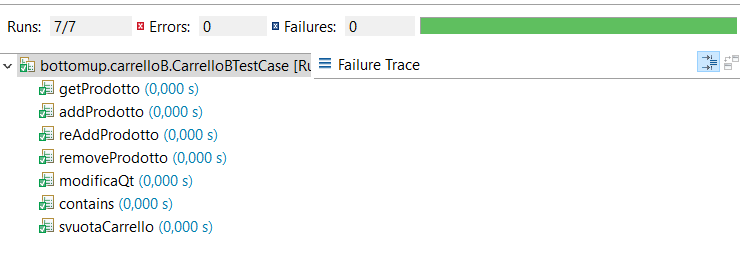 Runs: 7/7 Errors: 0 Failures: 0
bottomup.carrelloB.CarrelloBTestCase [Ru
Failure Trace
getProdotto (0,000 s)
addProdotto (0,000 s)
reAddProdotto (0,000 s)
removeProdotto (0,000 s)
modificaQt (0,000 s)
contains (0,000 s)
svuotaCarrello (0,000 s)